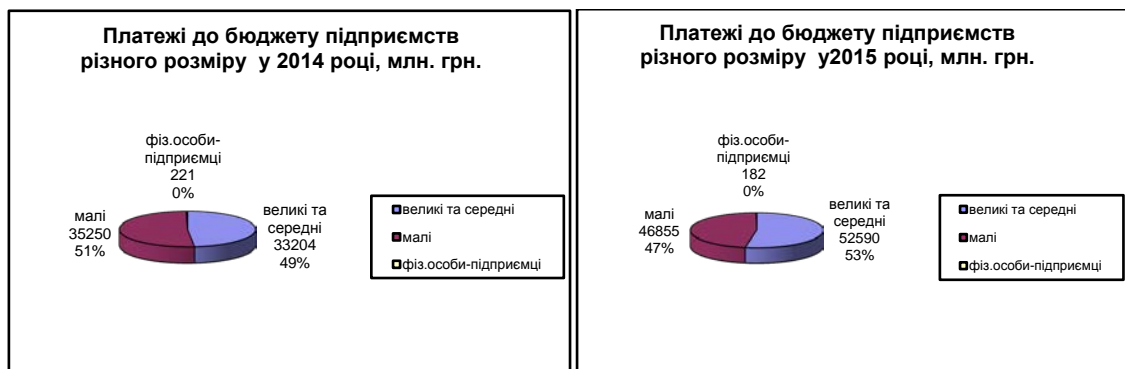 Платежі до бюджету підприємств
різного розміру у 2014 році, млн. грн.
фіз.особи-
підприємці
221
0%
малі
35250
51%
великі та
середні
33204
49%
великі та середні
малі
фіз.особи-підприємці
Платежі до бюджету підприємств
різного розміру у2015 році, млн. грн.
фіз.особи-
підприємці
182
0%
малі
46855
47%
великі та
середні
52590
53%
великі та середні
малі
фіз.особи-підприємці